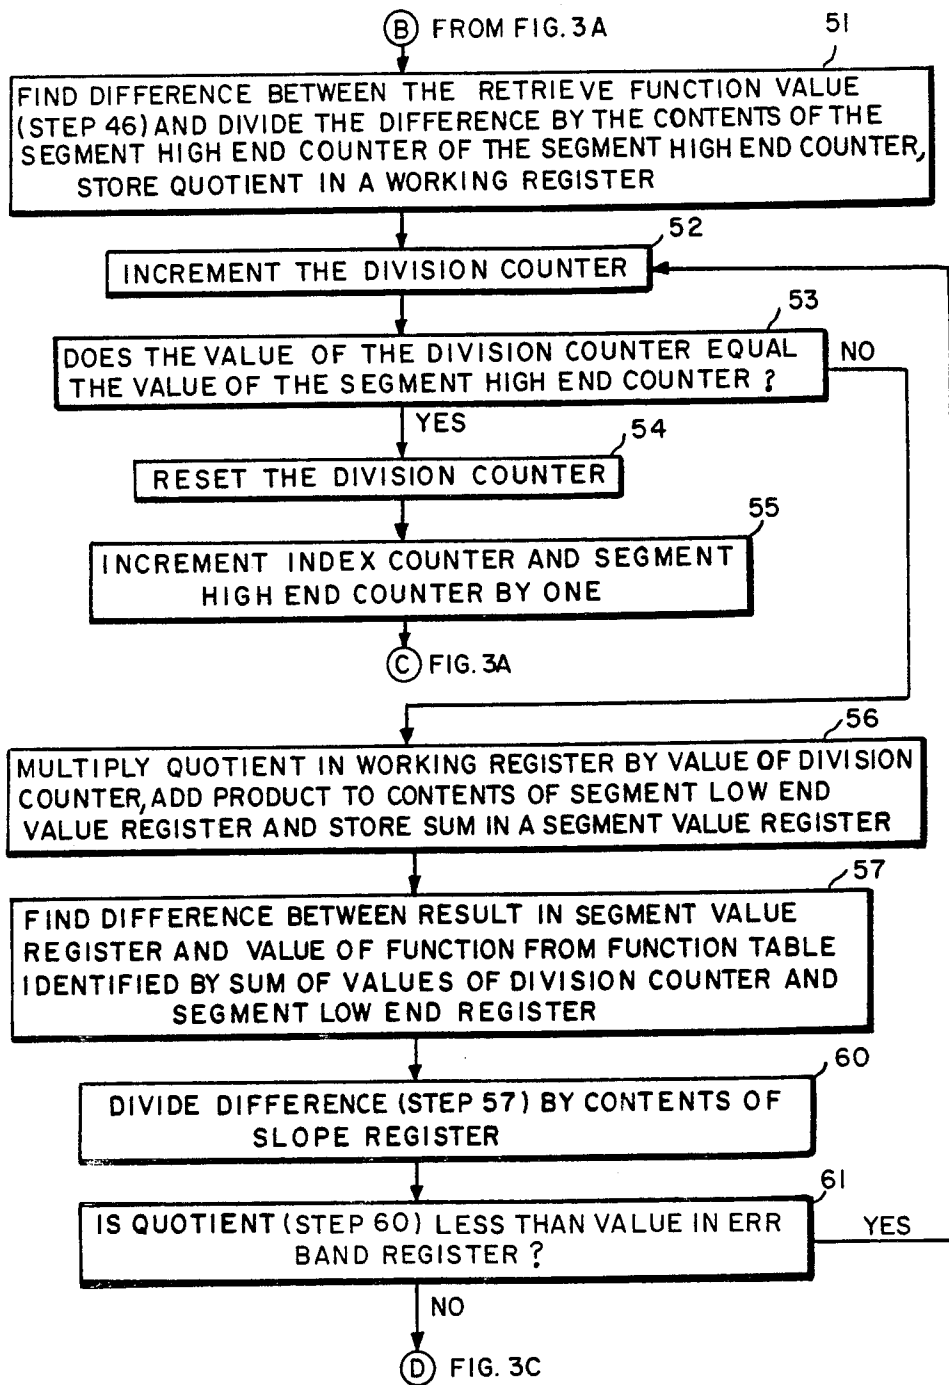 B FROM FIG. 3A
51
FIND DIFFERENCE BETWEEN THE RETRIEVE FUNCTION VALUE
(STEP 46) AND DIVIDE THE DIFFERENCE BY THE CONTENTS OF THE
SEGMENT HIGH END COUNTER OF THE SEGMENT HIGH END COUNTER,
STORE QUOTIENT IN A WORKING REGISTER
52
INCREMENT THE DIVISION COUNTER
53
DOES THE VALUE OF THE DIVISION COUNTER EQUAL
THE VALUE OF THE SEGMENT HIGH END COUNTER ?
NO
YES
54
RESET THE DIVISION COUNTER
55
INCREMENT INDEX COUNTER AND SEGMENT
HIGH END COUNTER BY ONE
C FIG. 3A
56
MULTIPLY QUOTIENT IN WORKING REGISTER BY VALUE OF DIVISION
COUNTER, ADD PRODUCT TO CONTENTS OF SEGMENT LOW END
VALUE REGISTER AND STORE SUM IN A SEGMENT VALUE REGISTER
57
FIND DIFFERENCE BETWEEN RESULT IN SEGMENT VALUE
REGISTER AND VALUE OF FUNCTION FROM FUNCTION TABLE
IDENTIFIED BY SUM OF VALUES OF DIVISION COUNTER AND
SEGMENT LOW END REGISTER
60
DIVIDE DIFFERENCE (STEP 57) BY CONTENTS OF
SLOPE REGISTER
61
IS QUOTIENT (STEP 60) LESS THAN VALUE IN ERR
BAND REGISTER ?
YES
NO
D FIG. 3C